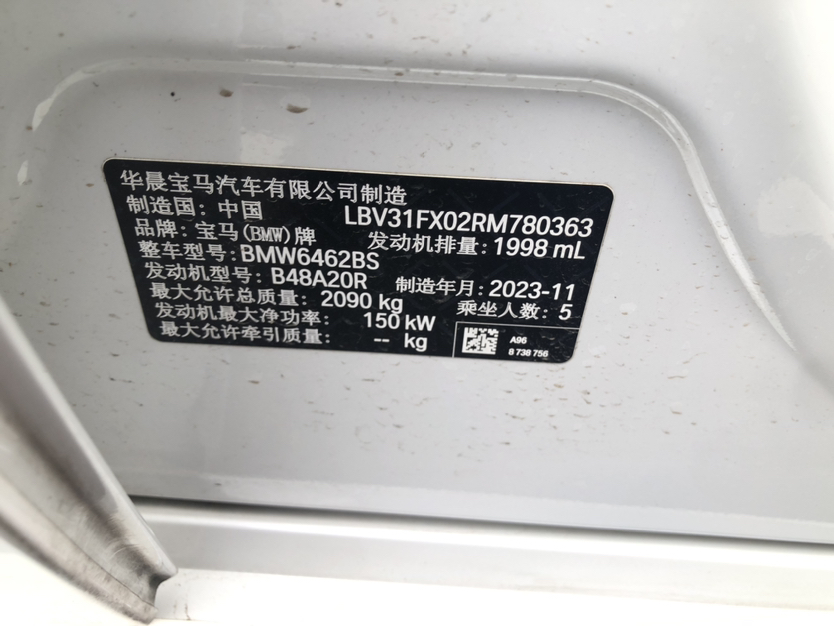 华晨宝马汽车有限公司制造
制造国：中国 LBV31FX02RM780363
品牌：宝马(BMW)牌 发动机排量：1998 mL
整车型号：BMW6462BS
发动机型号：B48A20R 制造年月：2023-11
最大允许总质量：2090 kg 乘坐人数：5
发动机最大净功率：150 kW
最大允许牵引质量：-- kg
A96
8 738 756